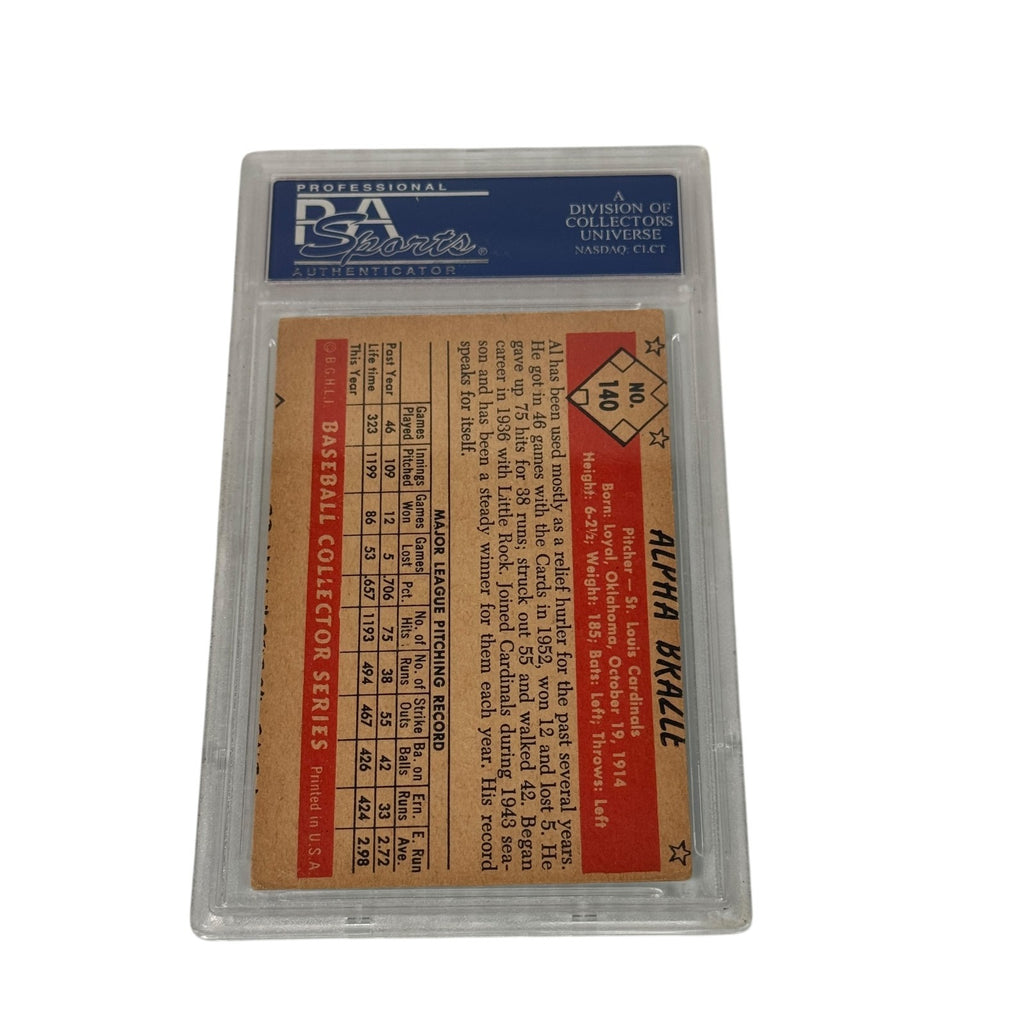 PROFESSIONAL
PSA
Sports®
AUTHENTICATOR™
A
DIVISION OF
COLLECTORS
UNIVERSE
NASDAQ: CLCT
ALPHA BRAZLE
NO.
140
Pitcher — St. Louis Cardinals
Born: Loyal, Oklahoma, October 19, 1914
Height: 6-2½; Weight: 185; Bats: Left; Throws: Left
Al has been used mostly as a relief hurler for the past several years.
He got in 46 games with the Cards in 1952, won 12 and lost 5. He
gave up 75 hits for 38 runs; struck out 55 and walked 42. Began
career in 1936 with Little Rock. Joined Cardinals during 1943 sea-
son and has been a steady winner for them each year. His record
speaks for itself.
MAJOR LEAGUE PITCHING RECORD
Games Innings Games Games No. of No. of Strike Ba. on Ern. E. Run
Played Pitched Won Lost Pct. Hits Runs Outs Balls Runs Ave.
Past Year 46 109 12 5 .706 75 38 55 42 33 2.72
Life time 323 1199 86 53 .657 1193 494 467 426 424 2.98
This Year
© B.G.H.L.I. BASEBALL COLLECTOR SERIES Printed in U.S.A.